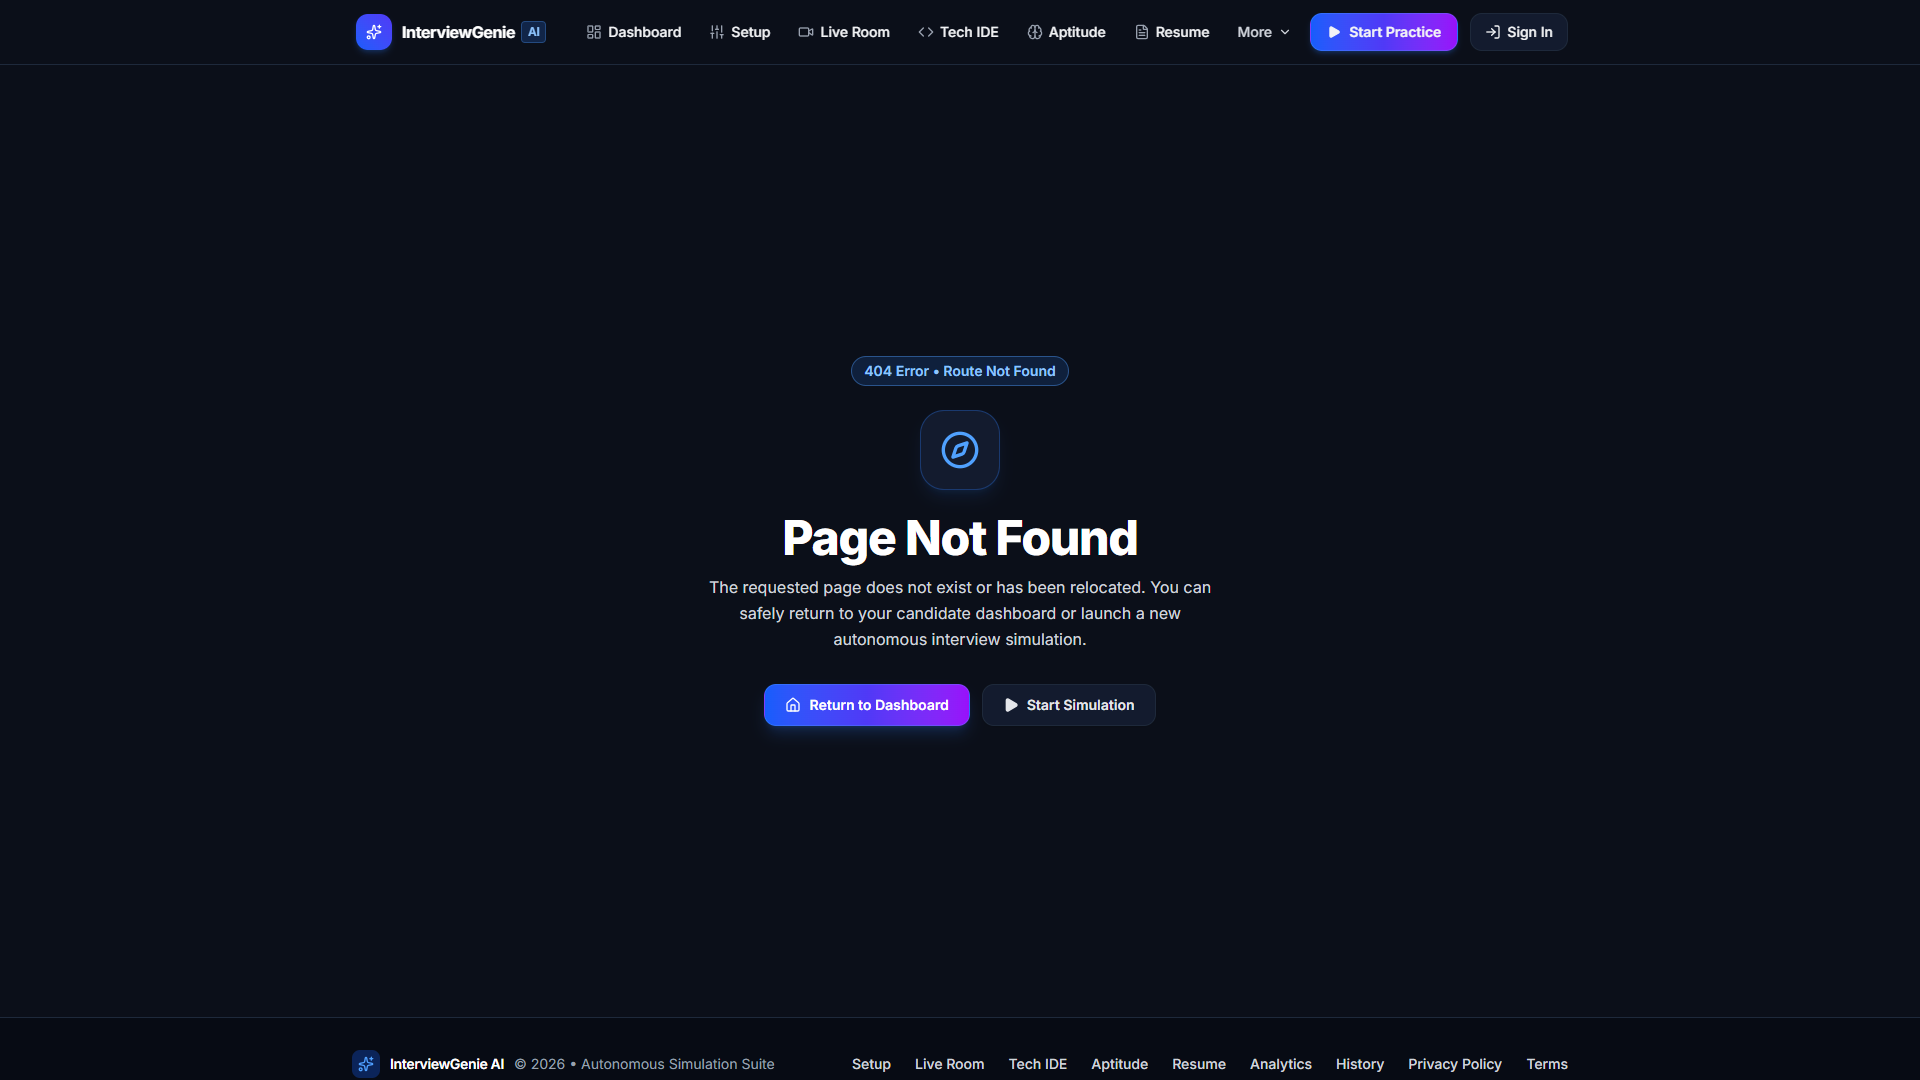 InterviewGenie AI Dashboard Setup Live Room Tech IDE Aptitude Resume More Start Practice Sign In
404 Error • Route Not Found
Page Not Found
The requested page does not exist or has been relocated. You can
safely return to your candidate dashboard or launch a new
autonomous interview simulation.
Return to Dashboard Start Simulation
InterviewGenie AI © 2026 • Autonomous Simulation Suite Setup Live Room Tech IDE Aptitude Resume Analytics History Privacy Policy Terms